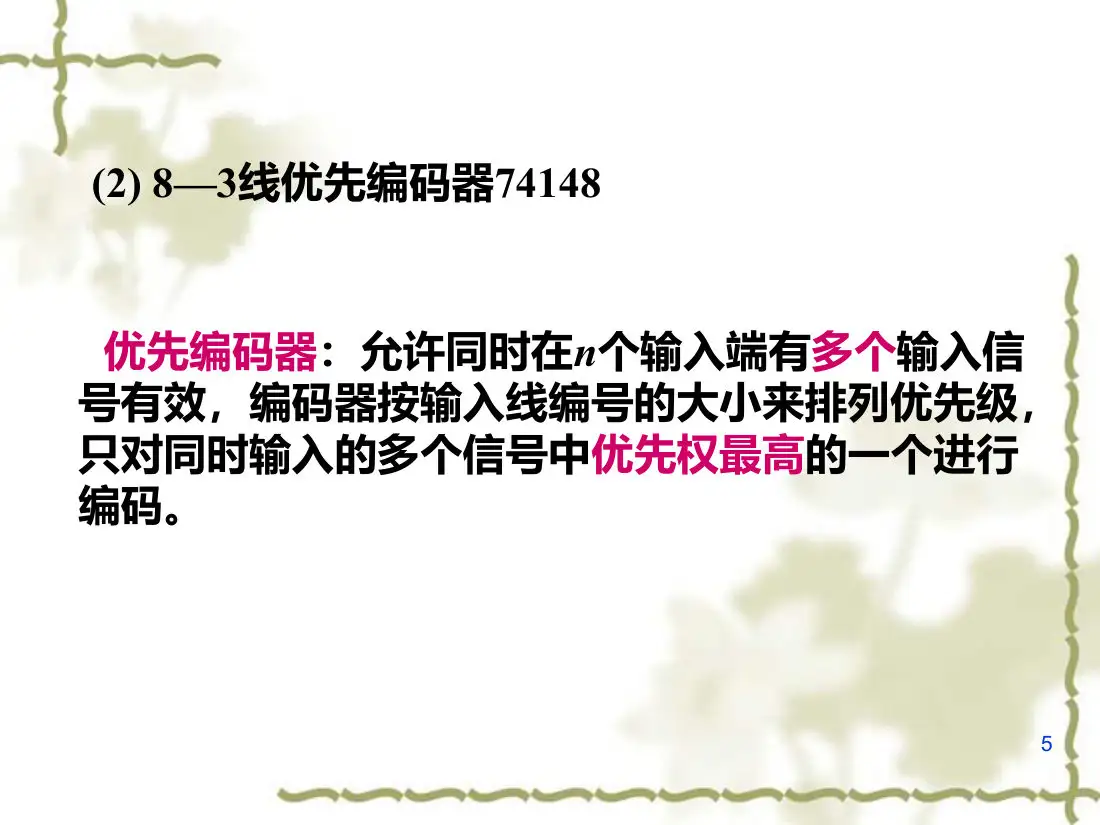 (2) 8—3线优先编码器74148
优先编码器：允许同时在n个输入端有多个输入信
号有效，编码器按输入线编号的大小来排列优先级，
只对同时输入的多个信号中优先权最高的一个进行
编码。
5